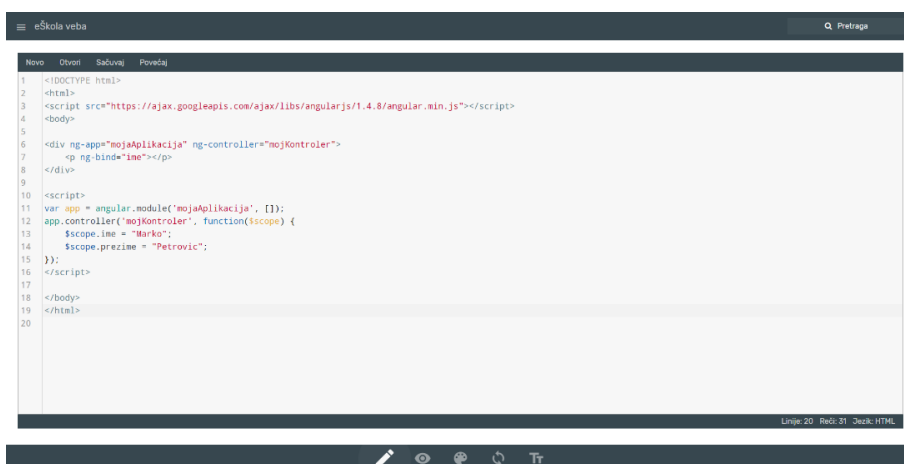 eŠkola veba
Pretraga
Novo Otvori Sačuvaj Povećaj
1 <!DOCTYPE html>
2 <html>
3 <script src="https://ajax.googleapis.com/ajax/libs/angularjs/1.4.8/angular.min.js"></script>
4 <body>
5
6 <div ng-app="mojaAplikacija" ng-controller="mojKontroler">
7 <p ng-bind="ime"></p>
8 </div>
9
10 <script>
11 var app = angular.module('mojaAplikacija', []);
12 app.controller('mojKontroler', function($scope) {
13 $scope.ime = "Marko";
14 $scope.prezime = "Petrovic";
15 });
16 </script>
17
18 </body>
19 </html>
20
Linije: 20 Reči: 31 Jezik: HTML
TT